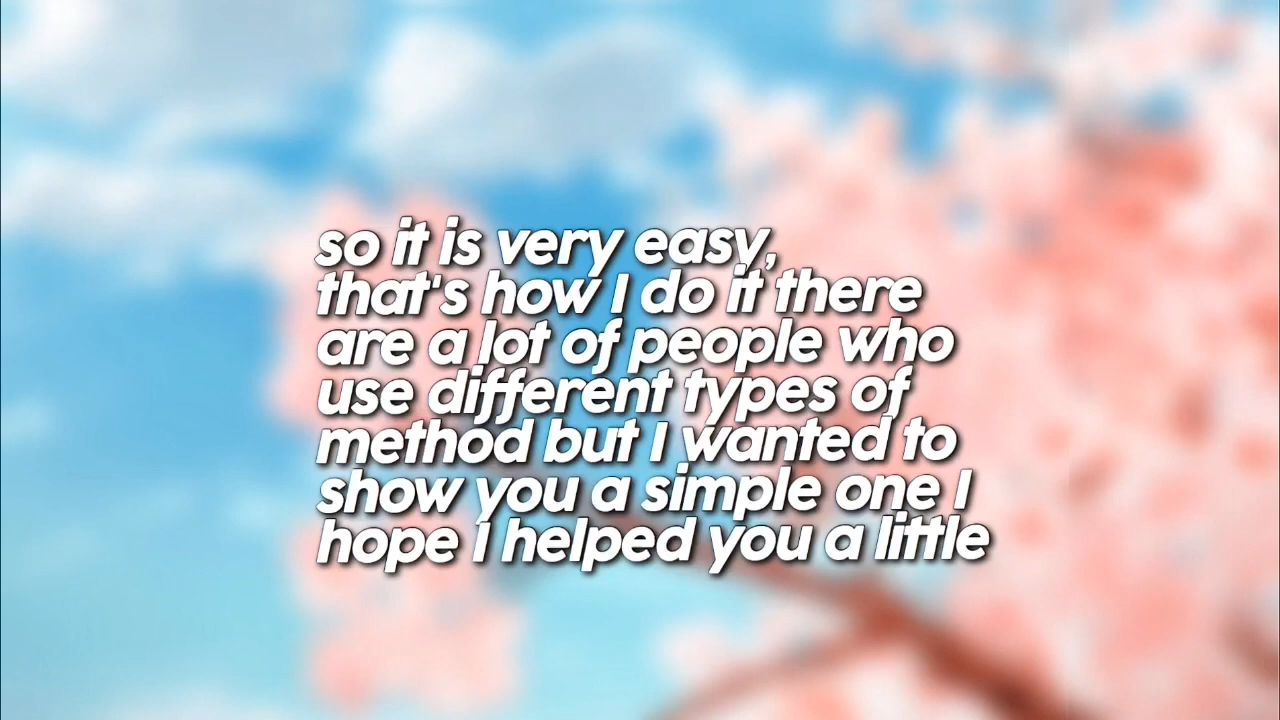 so it is very easy,
that's how I do it there
are a lot of people who
use different types of
method but I wanted to
show you a simple one I
hope I helped you a little